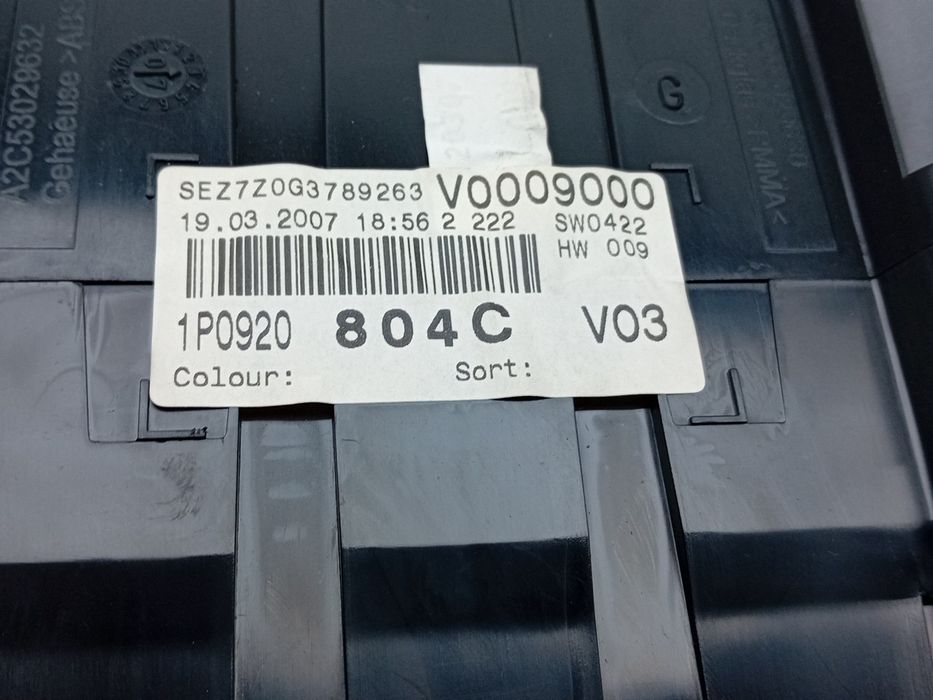 A2C53029632
Gehaeuse >ABS
G
SEZ7Z0G3789263 V0009000
19.03.2007 18:56 2 222 SW0422
HW 009
1P0920 804C V03
Colour: Sort: